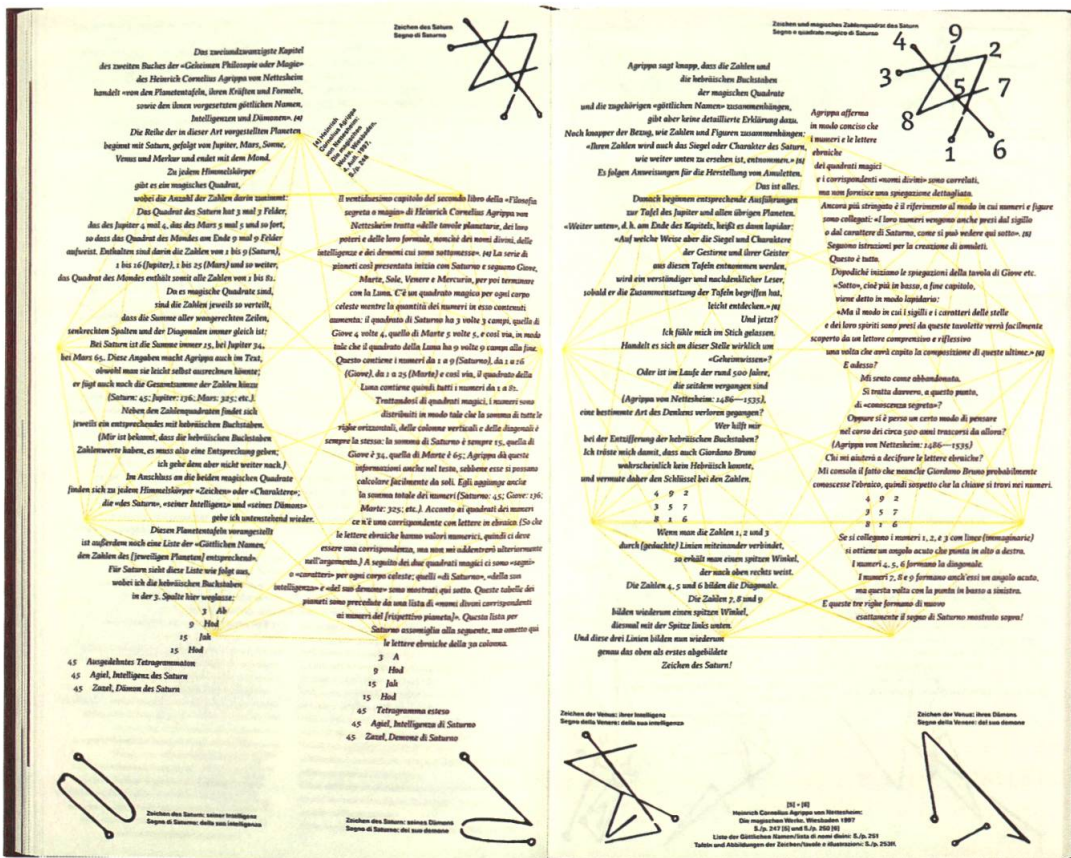 Zeichen des Saturn
Segno di Saturno
Das zweiundzwanzigste Kapitel
des zweiten Buches der «Geheimen Philosopie oder Magie»
des Heinrich Cornelius Agrippa von Nettesheim
handelt «von den Planetentafeln, ihren Kräften und Formeln,
sowie den ihnen vorgesetzten göttlichen Namen,
Intelligenzen und Dämonen». [4]
Die Reihe der in dieser Art vorgestellten Planeten
beginnt mit Saturn, gefolgt von Jupiter, Mars, Sonne,
Venus und Merkur und endet mit dem Mond.
Zu jedem Himmelskörper
gibt es ein magisches Quadrat,
wobei die Anzahl der Zahlen darin zunimmt:
Das Quadrat des Saturn hat 3 mal 3 Felder,
das des Jupiter 4 mal 4, das des Mars 5 mal 5 und so fort,
so dass das Quadrat des Mondes am Ende 9 mal 9 Felder
aufweist. Enthalten sind darin die Zahlen von 1 bis 9 (Saturn),
1 bis 16 (Jupiter), 1 bis 25 (Mars) und so weiter,
das Quadrat des Mondes enthält somit alle Zahlen von 1 bis 81.
Da es magische Quadrate sind,
sind die Zahlen jeweils so verteilt,
dass die Summe aller waagerechten Zeilen,
senkrechten Spalten und der Diagonalen immer gleich ist:
Bei Saturn ist die Summe immer 15, bei Jupiter 34,
bei Mars 65. Diese Angaben macht Agrippa auch im Text,
obwohl man sie leicht selbst ausrechnen könnte;
er fügt auch noch die Gesamtsumme der Zahlen hinzu
(Saturn: 45; Jupiter: 136; Mars: 325; etc.).
Neben den Zahlenquadraten findet sich
jeweils ein entsprechendes mit hebräischen Buchstaben.
(Mir ist bekannt, dass die hebräischen Buchstaben
Zahlenwerte haben, es muss also eine Entsprechung geben;
ich gehe dem aber nicht weiter nach.)
Im Anschluss an die beiden magischen Quadrate
finden sich zu jedem Himmelskörper «Zeichen» oder «Charaktere»;
die «des Saturn», «seiner Intelligenz» und «seines Dämons»
gebe ich untenstehend wieder.
Diesen Planetentafeln vorangestellt
ist außerdem noch eine Liste der «Göttlichen Namen,
den Zahlen des [jeweiligen Planeten] entsprechend».
Für Saturn sieht diese Liste wie folgt aus,
wobei ich die hebräischen Buchstaben
in der 3. Spalte hier weglasse:
3 Ab
9 Hod
15 Jah
15 Hod
45 Ausgedehntes Tetragrammaton
45 Agiel, Intelligenz des Saturn
45 Zazel, Dämon des Saturn
[4] Heinrich
Cornelius Agrippa
von Nettesheim:
Die magischen
Werke. Wiesbaden,
4. Aufl. 1997,
S./p. 246
Il ventiduesimo capitolo del secondo libro della «Filosofia
segreta o magia» di Heinrich Cornelius Agrippa von
Nettesheim tratta «delle tavole planetarie, dei loro
poteri e delle loro formule, nonché dei nomi divini, delle
intelligenze e dei demoni cui sono sottomesse». [4] La serie di
pianeti così presentata inizia con Saturno e seguono Giove,
Marte, Sole, Venere e Mercurio, per poi terminare
con la Luna. C'è un quadrato magico per ogni corpo
celeste mentre la quantità dei numeri in esso contenuti
aumenta: il quadrato di Saturno ha 3 volte 3 campi, quello di
Giove 4 volte 4, quello di Marte 5 volte 5, e così via, in modo
tale che il quadrato della Luna ha 9 volte 9 campi alla fine.
Questo contiene i numeri da 1 a 9 (Saturno), da 1 a 16
(Giove), da 1 a 25 (Marte) e così via, il quadrato della
Luna contiene quindi tutti i numeri da 1 a 81.
Trattandosi di quadrati magici, i numeri sono
distribuiti in modo tale che la somma di tutte le
righe orizzontali, delle colonne verticali e delle diagonali è
sempre la stessa: la somma di Saturno è sempre 15, quella di
Giove è 34, quella di Marte è 65; Agrippa dà queste
informazioni anche nel testo, sebbene esse si possano
calcolare facilmente da soli. Egli aggiunge anche
la somma totale dei numeri (Saturno: 45; Giove: 136;
Marte: 325; etc.). Accanto ai quadrati dei numeri
ce n'è uno corrispondente con lettere in ebraico. (So che
le lettere ebraiche hanno valori numerici, quindi ci deve
essere una corrispondenza, ma non mi addentrerò ulteriormente
nell'argomento.) A seguito dei due quadrati magici ci sono «segni»
o «caratteri» per ogni corpo celeste; quelli «di Saturno», «della sua
intelligenza» e «del suo demone» sono mostrati qui sotto. Queste tabelle dei
pianeti sono precedute da una lista di «nomi divini corrispondenti
ai numeri del [rispettivo pianeta]». Questa lista per
Saturno assomiglia alla seguente, ma ometto qui
le lettere ebraiche della 3a colonna.
3 A
9 Hod
15 Jah
15 Hod
45 Tetragramma esteso
45 Agiel, Intelligenza di Saturno
45 Zazel, Demone di Saturno
Zeichen des Saturn: seiner Intelligenz
Segno di Saturno: della sua intelligenza
Zeichen des Saturn: seines Dämons
Segno di Saturno: del suo demone
Zeichen und magisches Zahlenquadrat des Saturn
Segno e quadrato magico di Saturno
4
9
2
3
5
7
8
1
6
Agrippa sagt knapp, dass die Zahlen und
die hebräischen Buchstaben
der magischen Quadrate
und die zugehörigen «göttlichen Namen» zusammenhängen,
gibt aber keine detaillierte Erklärung dazu.
Noch knapper der Bezug, wie Zahlen und Figuren zusammenhängen:
«Ihren Zahlen wird auch das Siegel oder Charakter des Saturn,
wie weiter unten zu ersehen ist, entnommen.» [5]
Es folgen Anweisungen für die Herstellung von Amuletten.
Das ist alles.
Danach beginnen entsprechende Ausführungen
zur Tafel des Jupiter und allen übrigen Planeten.
«Weiter unten», d. h. am Ende des Kapitels, heißt es dann lapidar:
«Auf welche Weise aber die Siegel und Charaktere
der Gestirne und ihrer Geister
aus diesen Tafeln entnommen werden,
wird ein verständiger und nachdenklicher Leser,
sobald er die Zusammensetzung der Tafeln begriffen hat,
leicht entdecken.» [6]
Und jetzt?
Ich fühle mich im Stich gelassen.
Handelt es sich an dieser Stelle wirklich um
«Geheimwissen»?
Oder ist im Laufe der rund 500 Jahre,
die seitdem vergangen sind
(Agrippa von Nettesheim: 1486—1535),
eine bestimmte Art des Denkens verloren gegangen?
Wer hilft mir
bei der Entzifferung der hebräischen Buchstaben?
Ich tröste mich damit, dass auch Giordano Bruno
wahrscheinlich kein Hebräisch konnte,
und vermute daher den Schlüssel bei den Zahlen.
4 9 2
3 5 7
8 1 6
Wenn man die Zahlen 1, 2 und 3
durch (gedachte) Linien miteinander verbindet,
so erhält man einen spitzen Winkel,
der nach oben rechts weist.
Die Zahlen 4, 5 und 6 bilden die Diagonale.
Die Zahlen 7, 8 und 9
bilden wiederum einen spitzen Winkel,
diesmal mit der Spitze links unten.
Und diese drei Linien bilden nun wiederum
genau das oben als erstes abgebildete
Zeichen des Saturn!
Agrippa afferma
in modo conciso che
i numeri e le lettere
ebraiche
dei quadrati magici
e i corrispondenti «nomi divini» sono correlati,
ma non fornisce una spiegazione dettagliata.
Ancora più stringato è il riferimento al modo in cui numeri e figure
sono collegati: «I loro numeri vengono anche presi dal sigillo
o dal carattere di Saturno, come si può vedere qui sotto». [5]
Seguono istruzioni per la creazione di amuleti.
Questo è tutto.
Dopodiché iniziamo le spiegazioni della tavola di Giove etc.
«Sotto», cioè più in basso, a fine capitolo,
viene detto in modo lapidario:
«Ma il modo in cui i sigilli e i caratteri delle stelle
e dei loro spiriti sono presi da queste tavolette verrà facilmente
scoperto da un lettore comprensivo e riflessivo
una volta che avrà capito la composizione di queste ultime.» [6]
E adesso?
Mi sento come abbandonata.
Si tratta davvero, a questo punto,
di «conoscenza segreta»?
Oppure si è perso un certo modo di pensare
nel corso dei circa 500 anni trascorsi da allora?
(Agrippa von Nettesheim: 1486—1535)
Chi mi aiuterà a decifrare le lettere ebraiche?
Mi consola il fatto che neanche Giordano Bruno probabilmente
conoscesse l'ebraico, quindi sospetto che la chiave si trovi nei numeri.
4 9 2
3 5 7
8 1 6
Se si collegano i numeri 1, 2, e 3 con linee (immaginarie)
si ottiene un angolo acuto che punta in alto a destra.
I numeri 4, 5, 6 formano la diagonale.
I numeri 7, 8 e 9 formano anch'essi un angolo acuto,
ma questa volta con la punta in basso a sinistra.
E queste tre righe formano di nuovo
esattamente il segno di Saturno mostrato sopra!
Zeichen der Venus: ihrer Intelligenz
Segno della Venere: della sua intelligenza
Zeichen der Venus: ihres Dämons
Segno della Venere: del suo demone
[5] + [6]
Heinrich Cornelius Agrippa von Nettesheim:
Die magischen Werke, Wiesbaden 1997
S./p. 247 [5] und S./p. 250 [6]
Liste der Göttlichen Namen/lista di nomi divini: S./p. 251
Tafeln und Abbildungen der Zeichen/tavole e illustrazioni: S./p. 253ff.